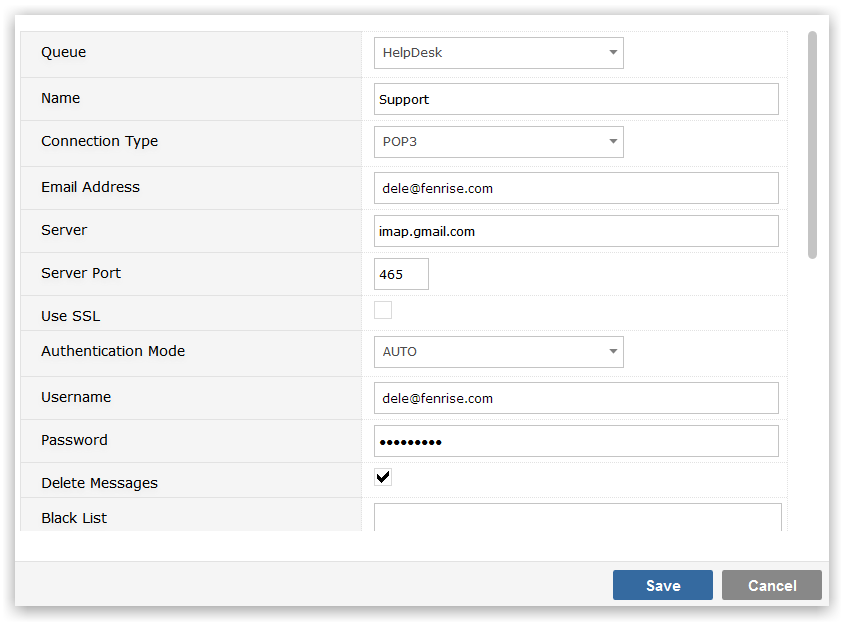 Queue HelpDesk
Name Support
Connection Type POP3
Email Address dele@fenrise.com
Server imap.gmail.com
Server Port 465
Use SSL
Authentication Mode AUTO
Username dele@fenrise.com
Password •••••••••
Delete Messages
Black List
Save Cancel